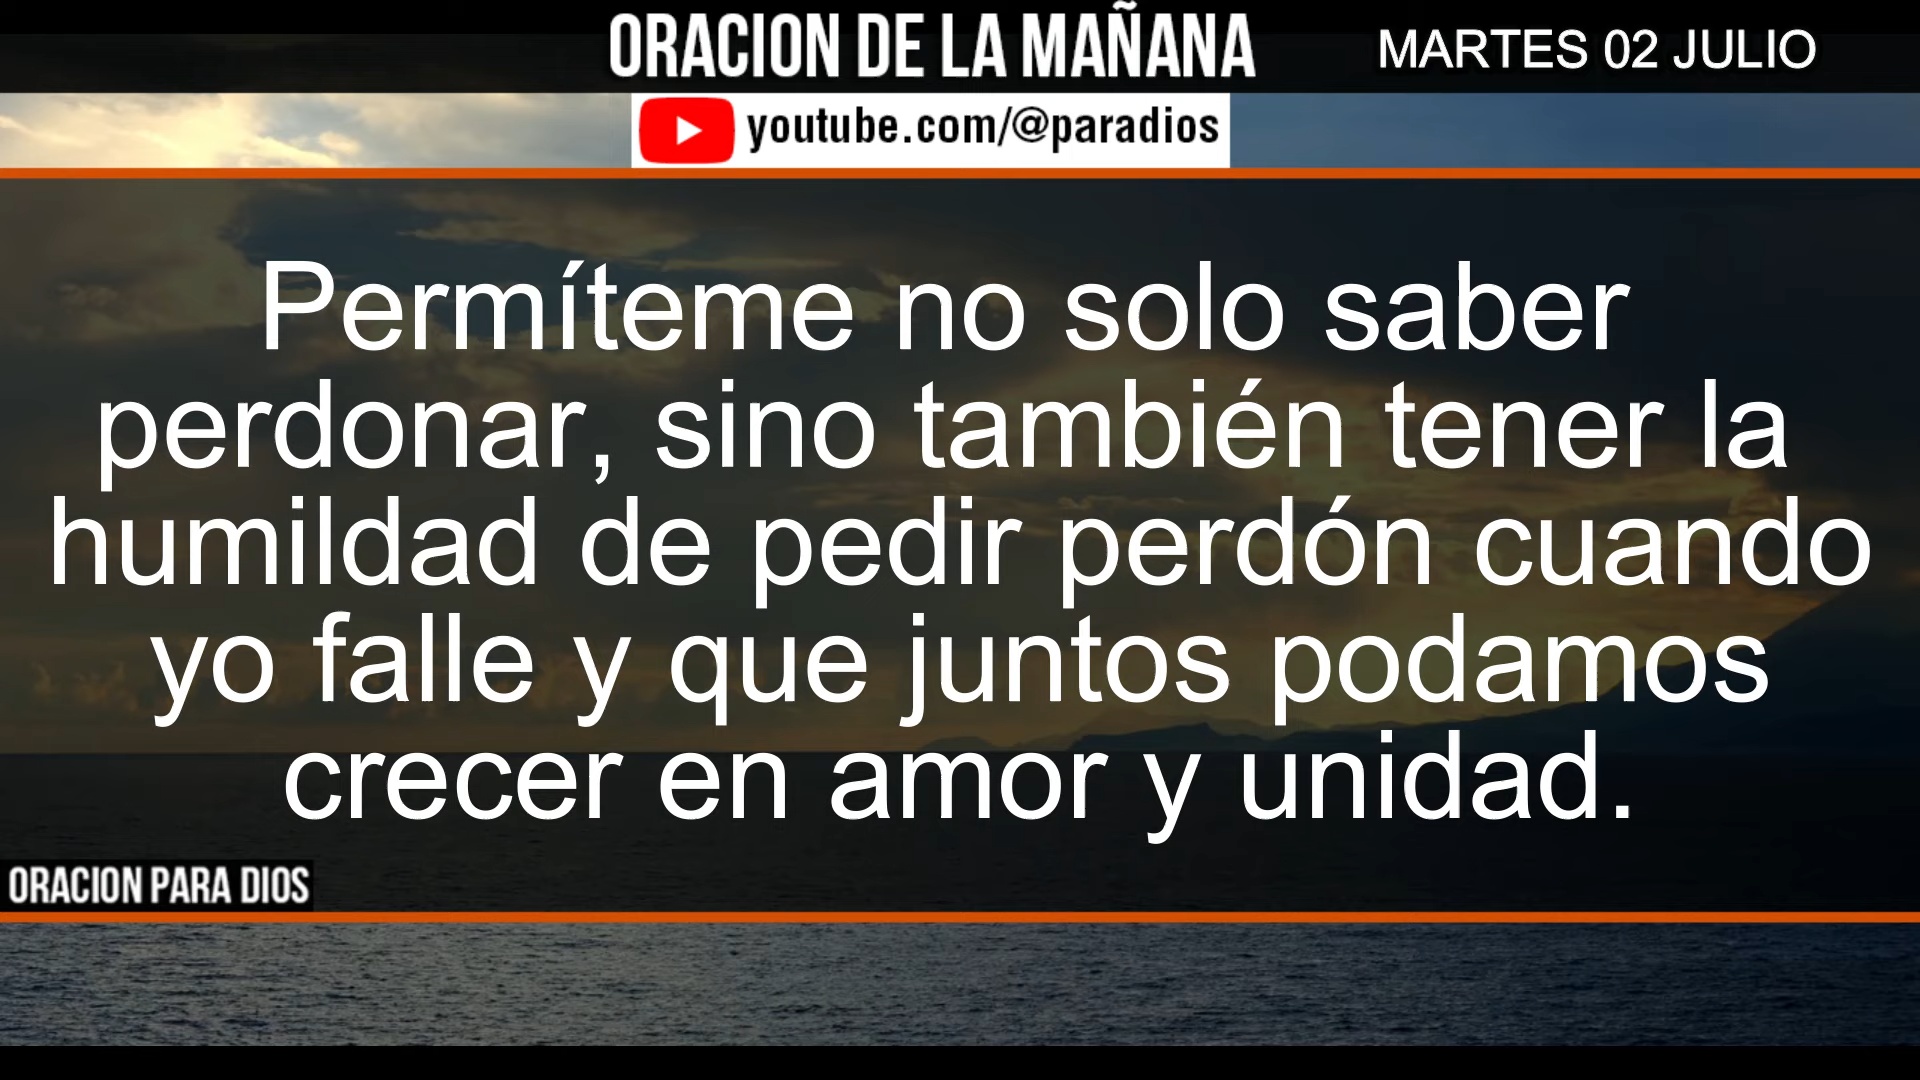 ORACION DE LA MAÑANA
MARTES 02 JULIO
youtube.com/@paradios
Permíteme no solo saber
perdonar, sino también tener la
humildad de pedir perdón cuando
yo falle y que juntos podamos
crecer en amor y unidad.
ORACION PARA DIOS